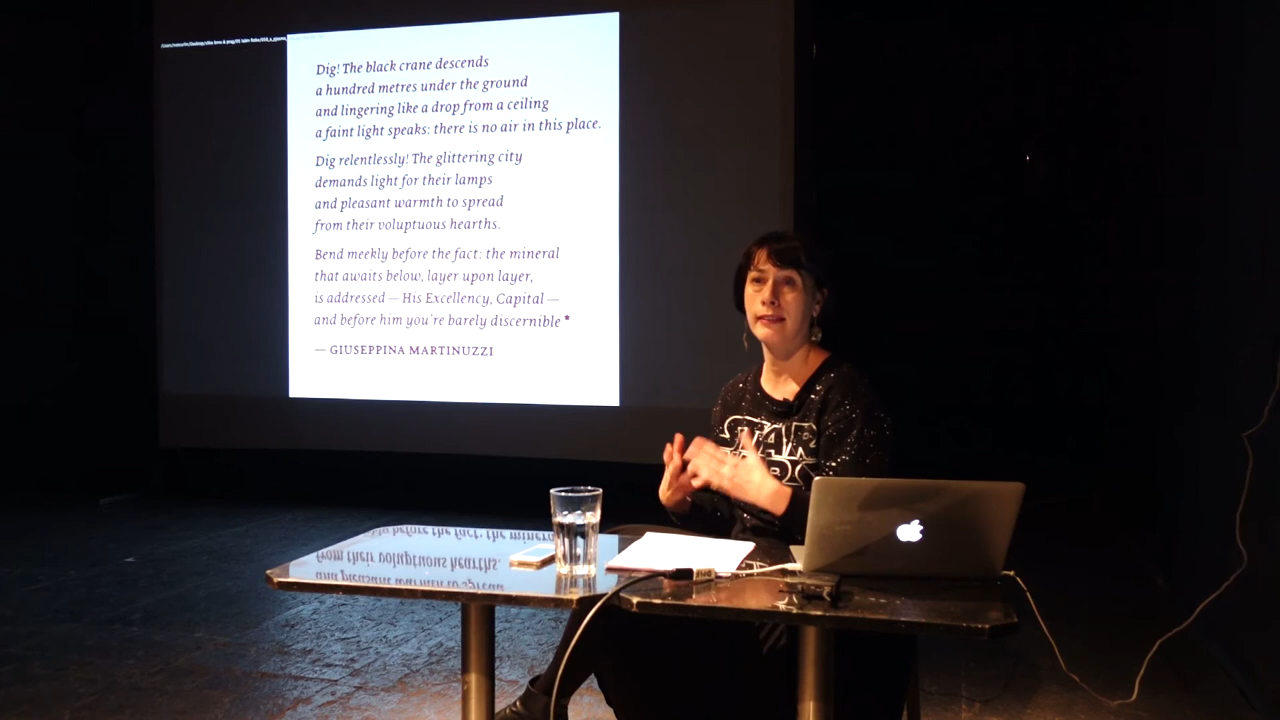 Dig! The black crane descends
a hundred metres under the ground
and lingering like a drop from a ceiling
a faint light speaks: there is no air in this place.
Dig relentlessly! The glittering city
demands light for their lamps
and pleasant warmth to spread
from their voluptuous hearths.
Bend meekly before the fact: the mineral
that awaits below, layer upon layer,
is addressed — His Excellency, Capital —
and before him you're barely discernible *
— GIUSEPPINA MARTINUZZI
STAR